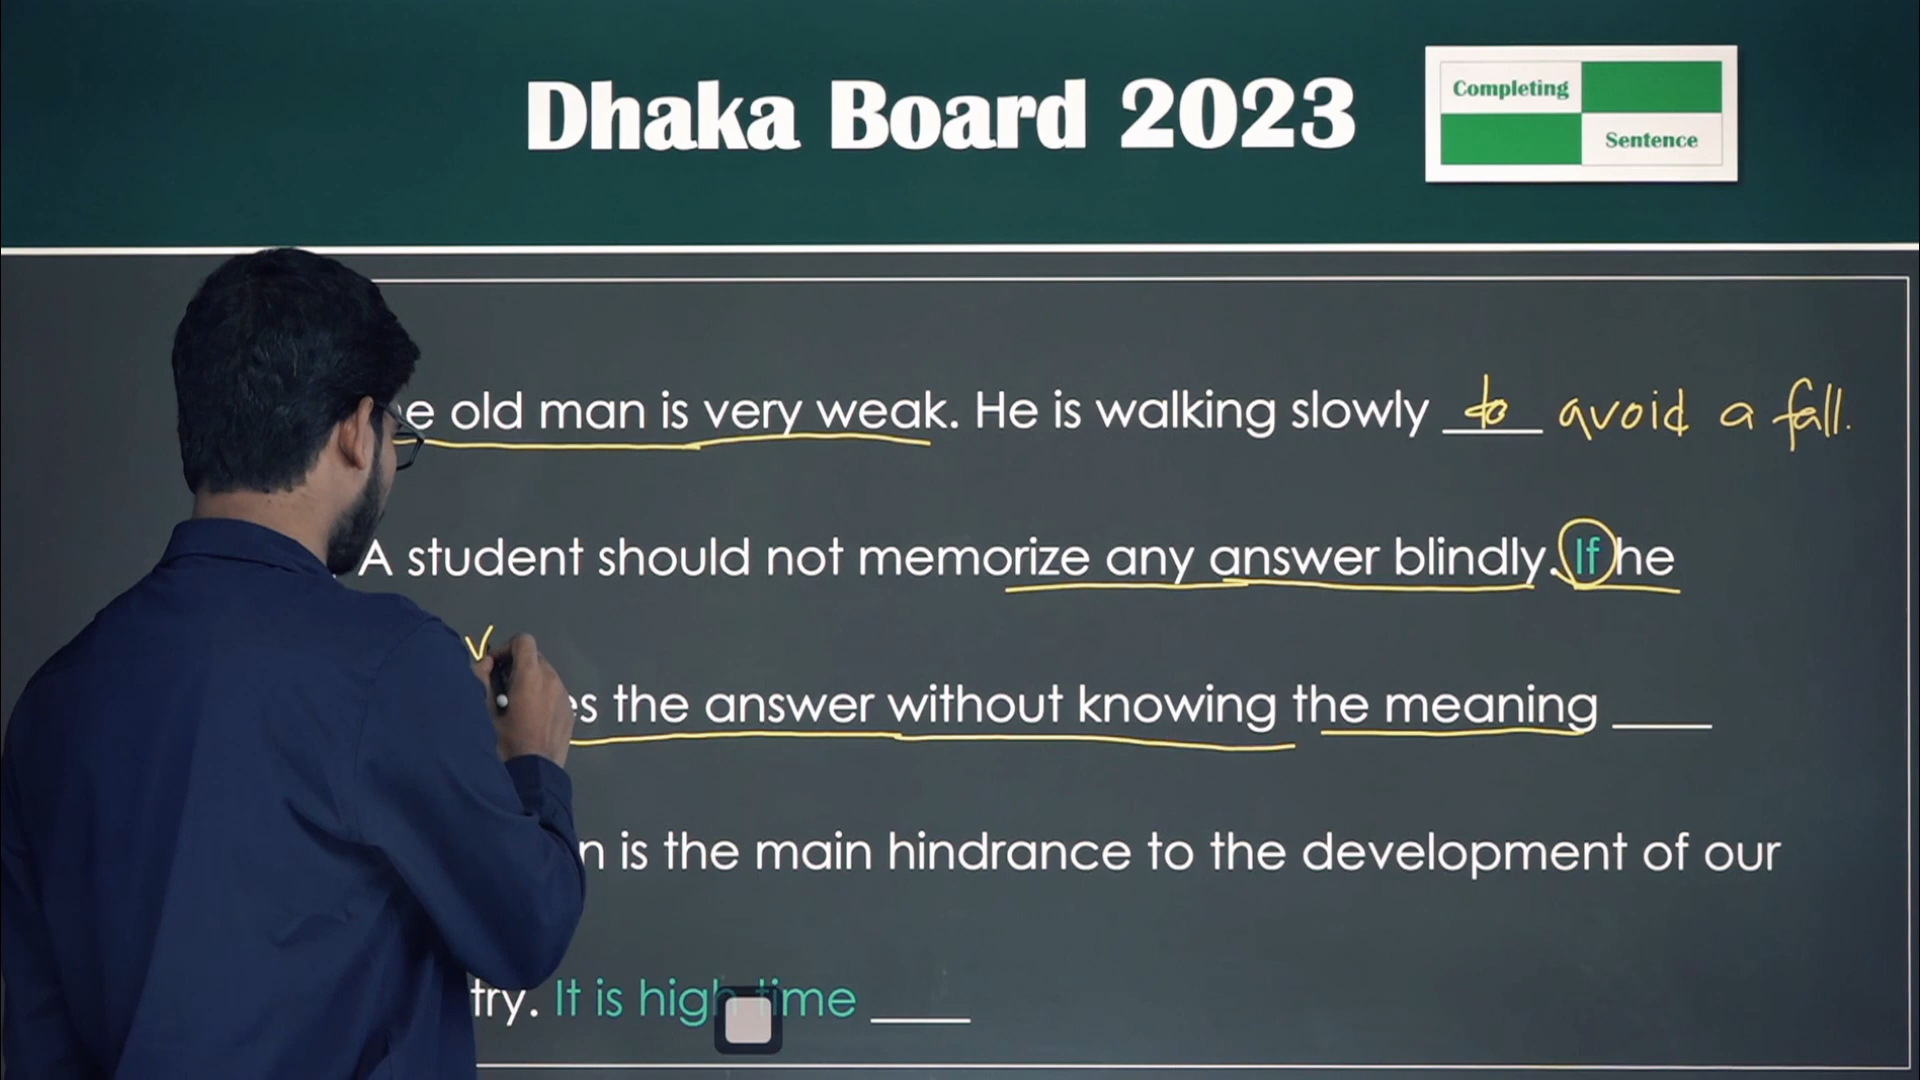 Dhaka Board 2023
Completing
Sentence
old man is very weak. He is walking slowly to avoid a fall.
A student should not memorize any answer blindly. If he
the answer without knowing the meaning ____
is the main hindrance to the development of our
It is high time ____